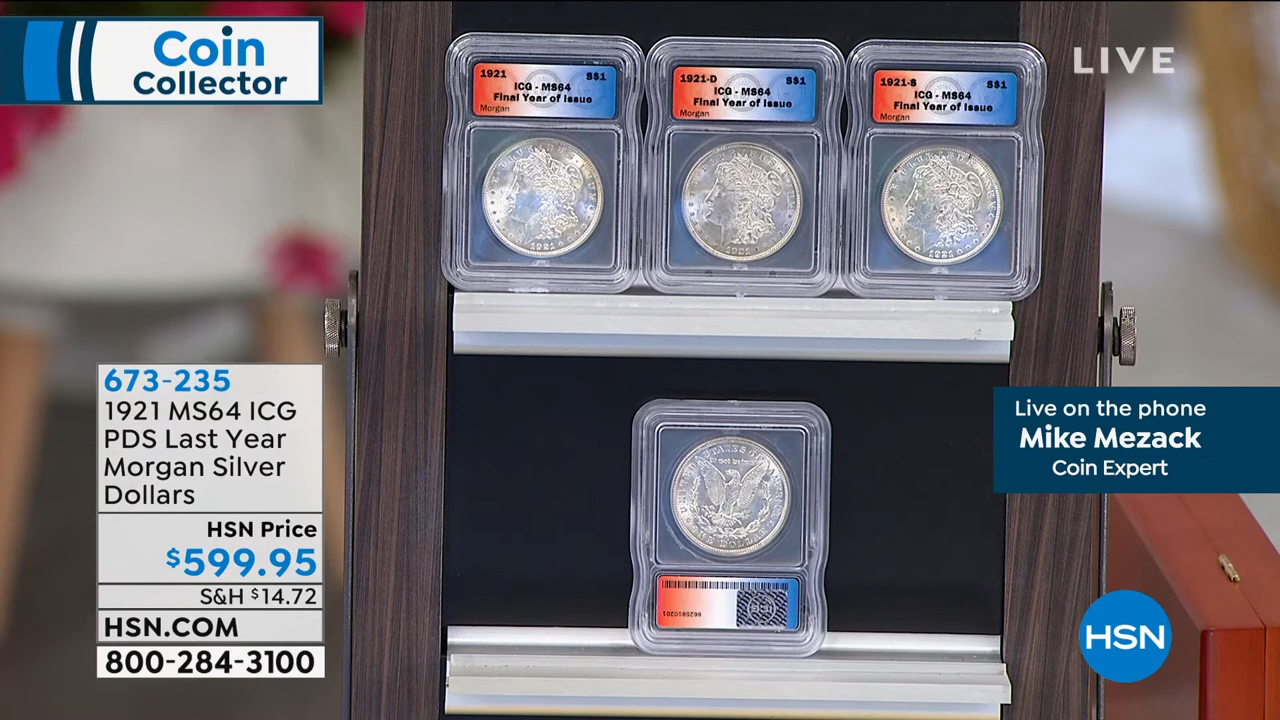 Coin
Collector
LIVE
1921 S$1
ICG - MS64
Final Year of Issue
Morgan
1921-D S$1
ICG - MS64
Final Year of Issue
Morgan
1921-S S$1
ICG - MS64
Final Year of Issue
Morgan
1921
1921
673-235
1921 MS64 ICG
PDS Last Year
Morgan Silver
Dollars
HSN Price
$599.95
S&H $14.72
HSN.COM
800-284-3100
Live on the phone
Mike Mezack
Coin Expert
6625910201
HSN